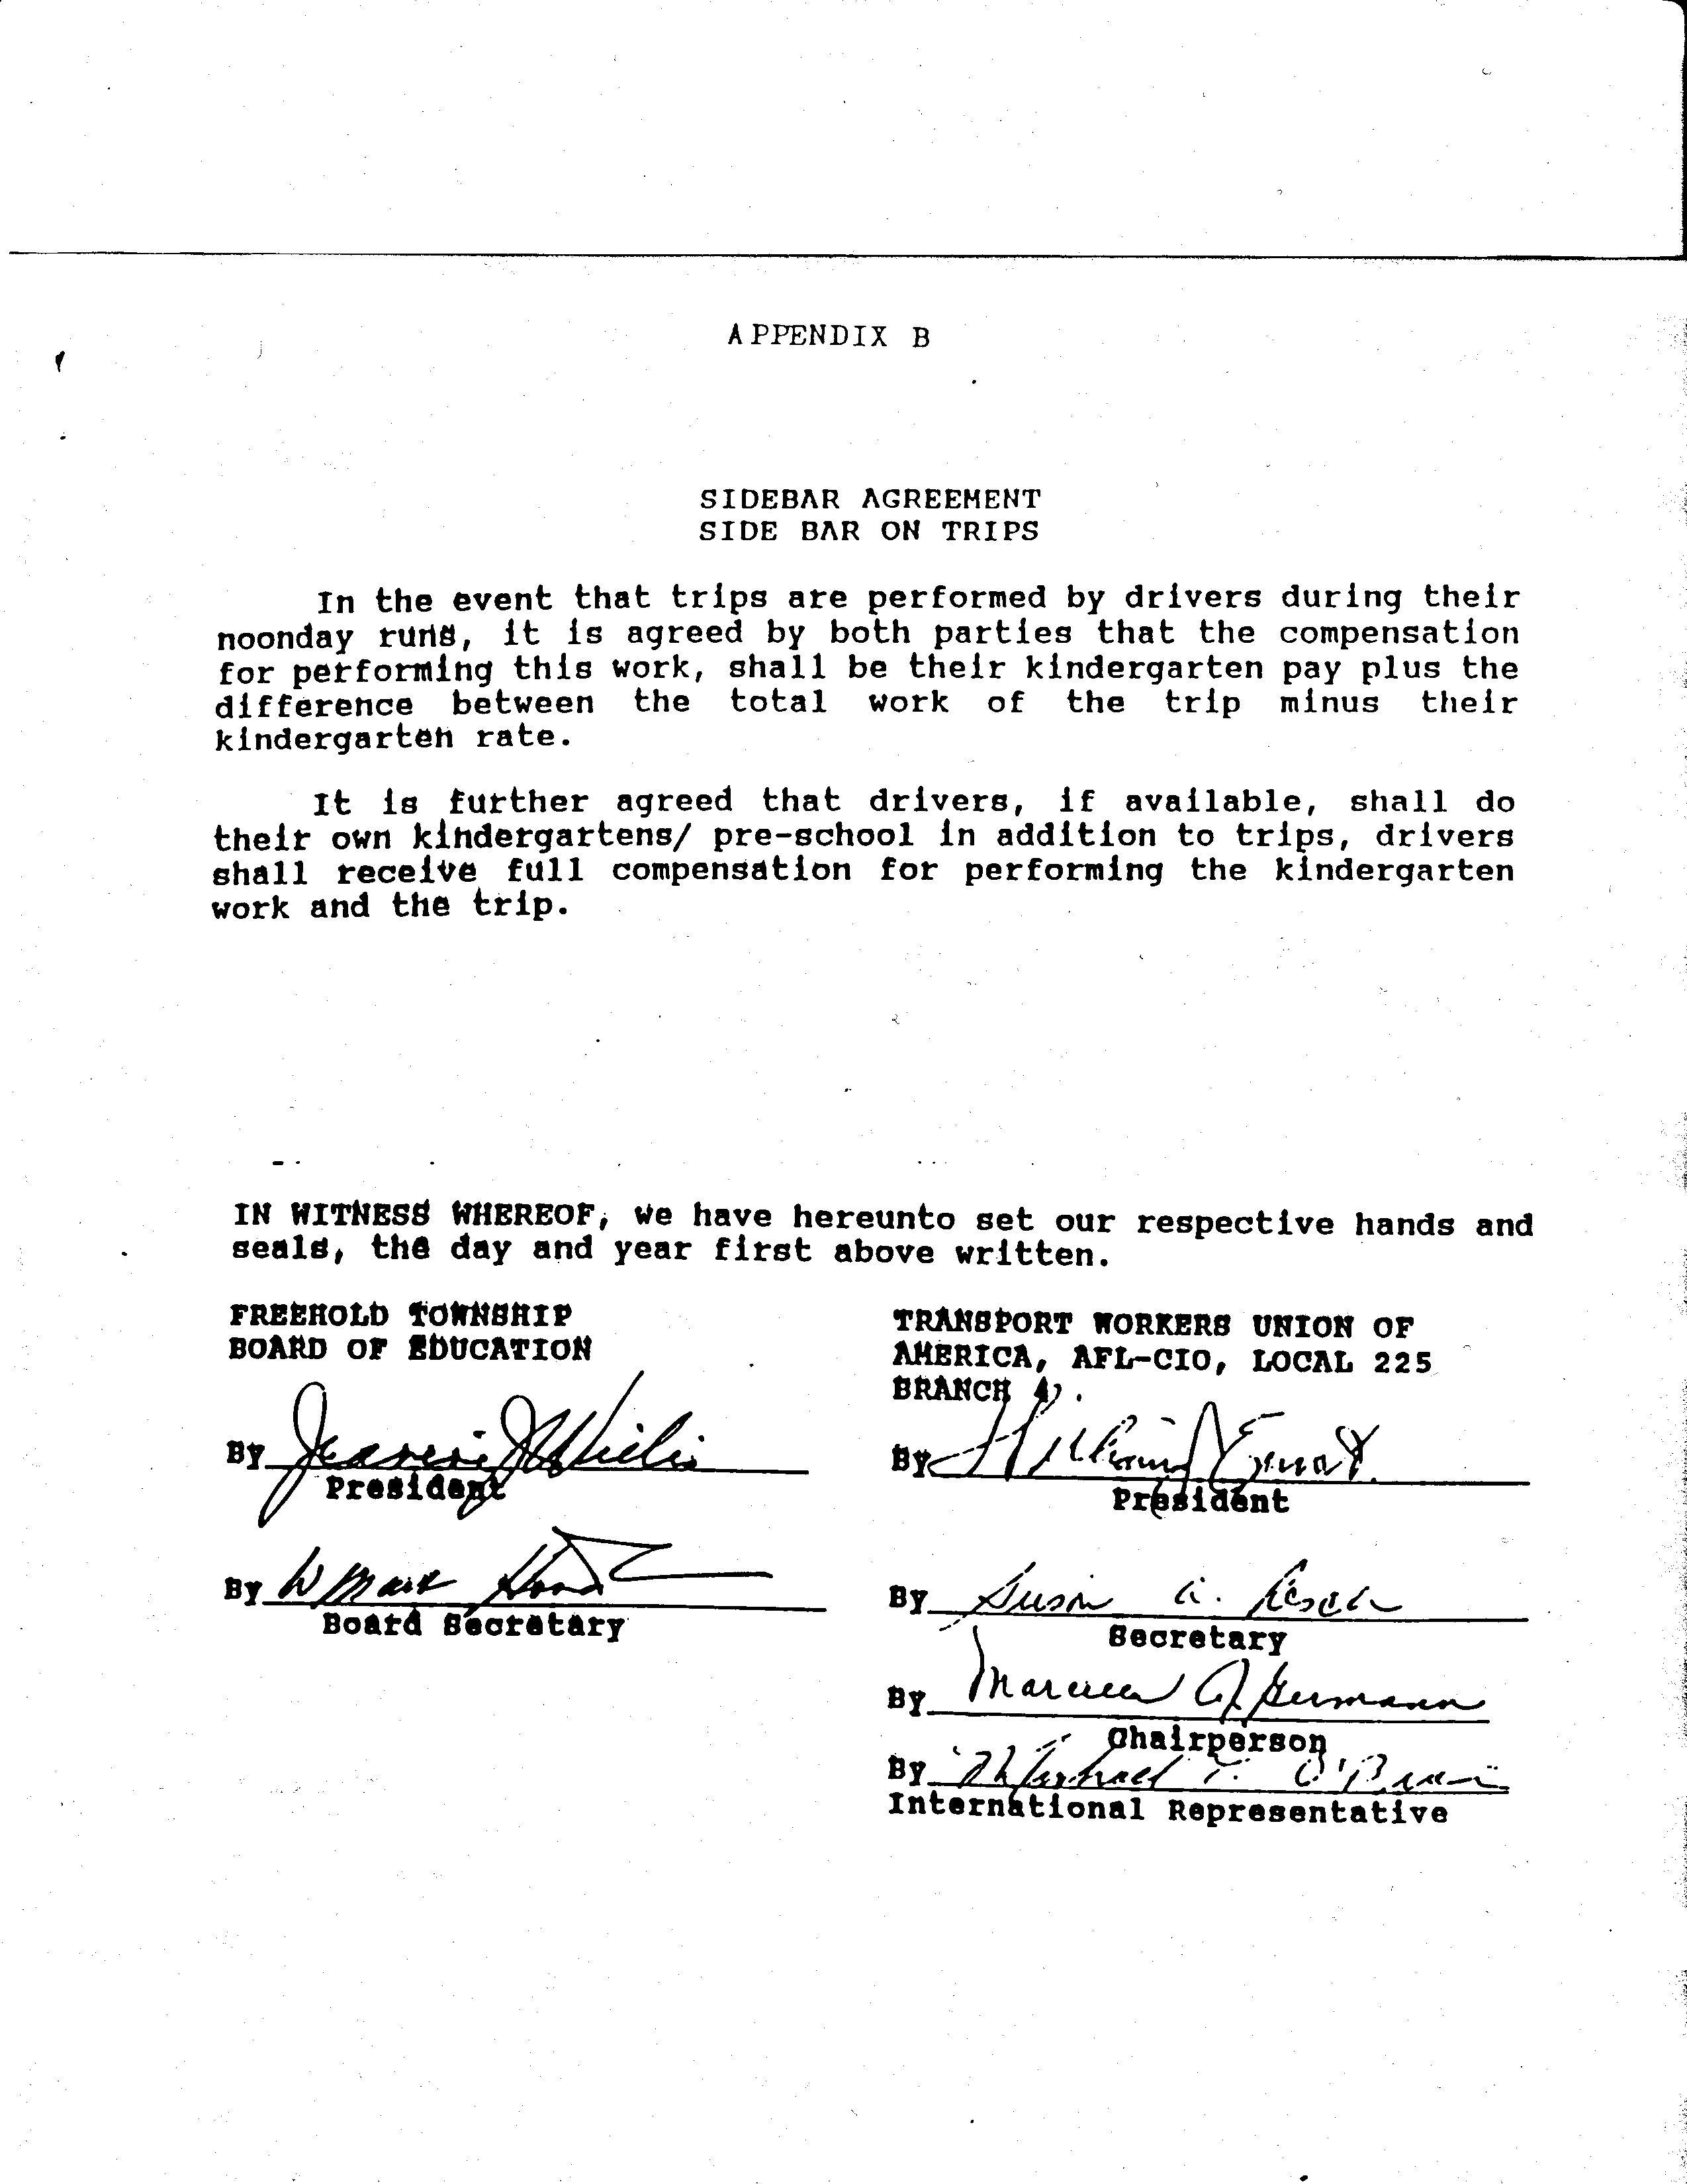 APPENDIX B
SIDEBAR AGREEMENT
SIDE BAR ON TRIPS
In the event that trips are performed by drivers during their
noonday runs, it is agreed by both parties that the compensation
for performing this work, shall be their kindergarten pay plus the
difference between the total work of the trip minus their
kindergarten rate.
It is further agreed that drivers, if available, shall do
their own kindergartens/ pre-school in addition to trips, drivers
shall receive full compensation for performing the kindergarten
work and the trip.
IN WITNESS WHEREOF, we have hereunto set our respective hands and
seals, the day and year first above written.
FREEHOLD TOWNSHIP
BOARD OF EDUCATION
By
President
By W Mark
Board Secretary
TRANSPORT WORKERS UNION OF
AMERICA, AFL-CIO, LOCAL 225
BRANCH 4
By William
President
By Susan A.
Secretary
By Germann
Chairperson
By T. O'Brien
International Representative